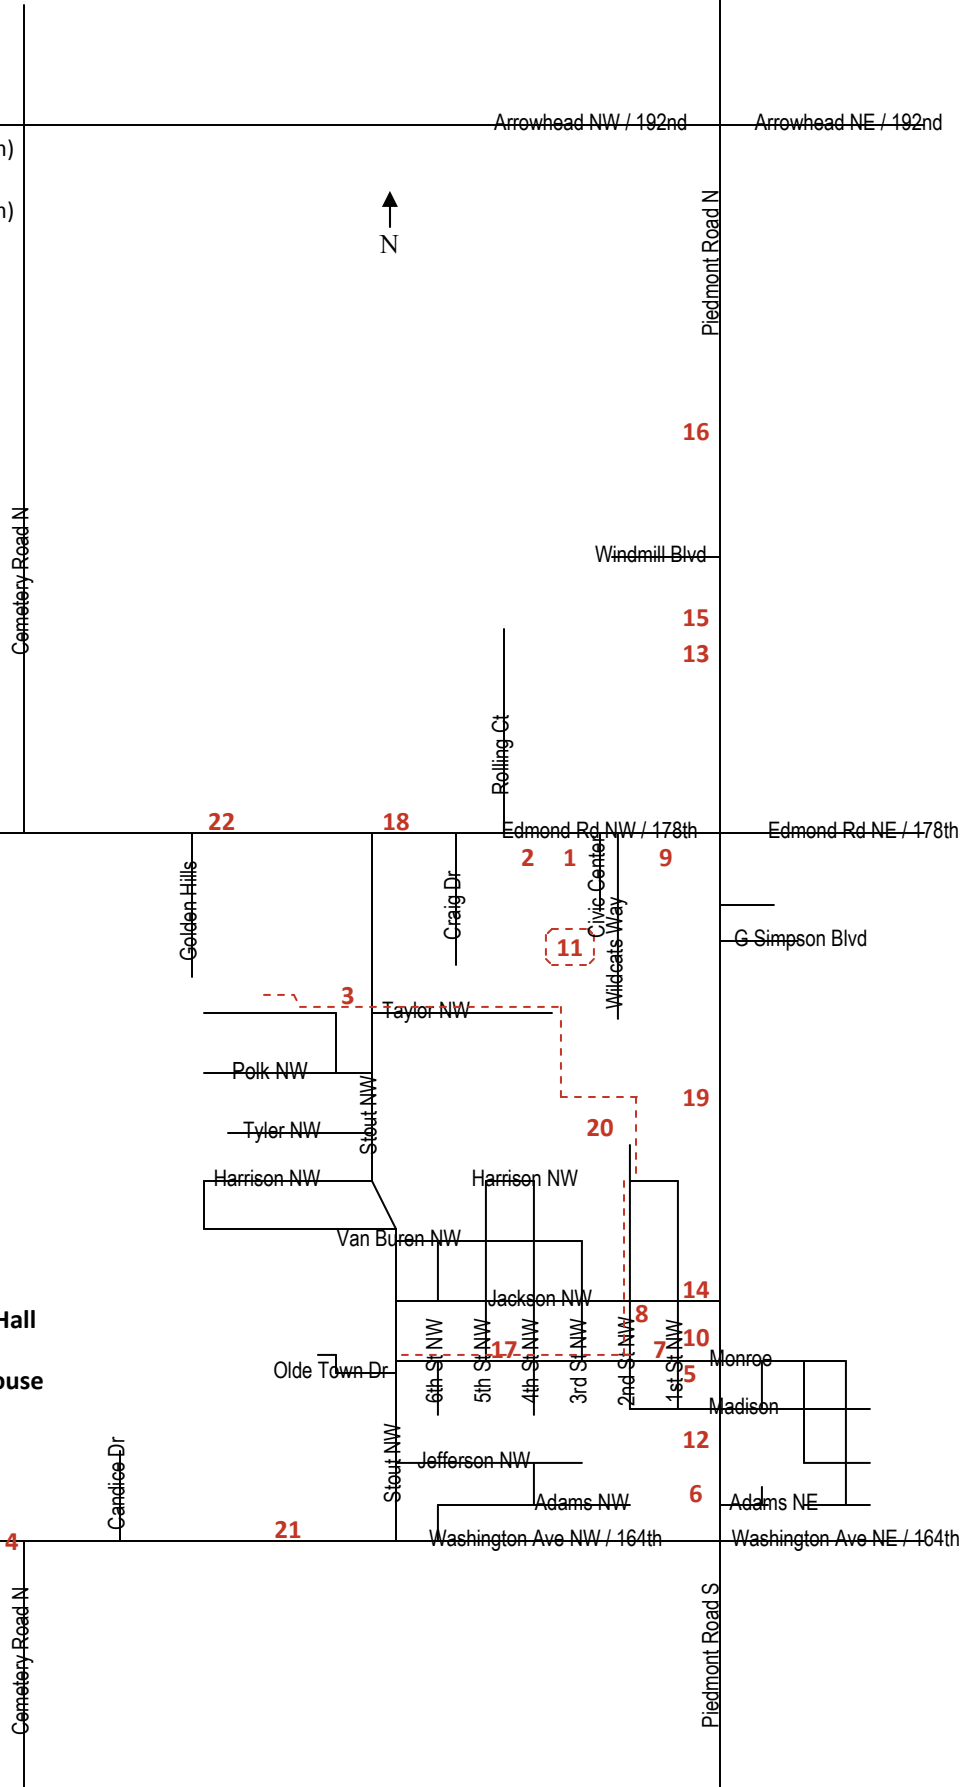 Arrowhead NW / 192nd
Arrowhead NE / 192nd
n)
n)
N
Piedmont Road N
16
Cemetery Road N
Windmill Blvd
15
13
Rolling Ct
22
18
Edmond Rd NW / 178th
Edmond Rd NE / 178th
2
1
9
Golden Hills
Craig Dr
Civic Center
Wildcats Way
G Simpson Blvd
11
3
Taylor NW
Polk NW
Stout NW
19
20
Tyler NW
Harrison NW
Harrison NW
Van Buren NW
14
Jackson NW
8
Hall
10
17
7
Monroe
Olde Town Dr
6th St NW
5th St NW
4th St NW
3rd St NW
2nd St NW
1st St NW
5
ouse
Madison
12
Candice Dr
Stout NW
Jefferson NW
6
Adams NW
Adams NE
21
4
Washington Ave NW / 164th
Washington Ave NE / 164th
Cemetery Road N
Piedmont Road S